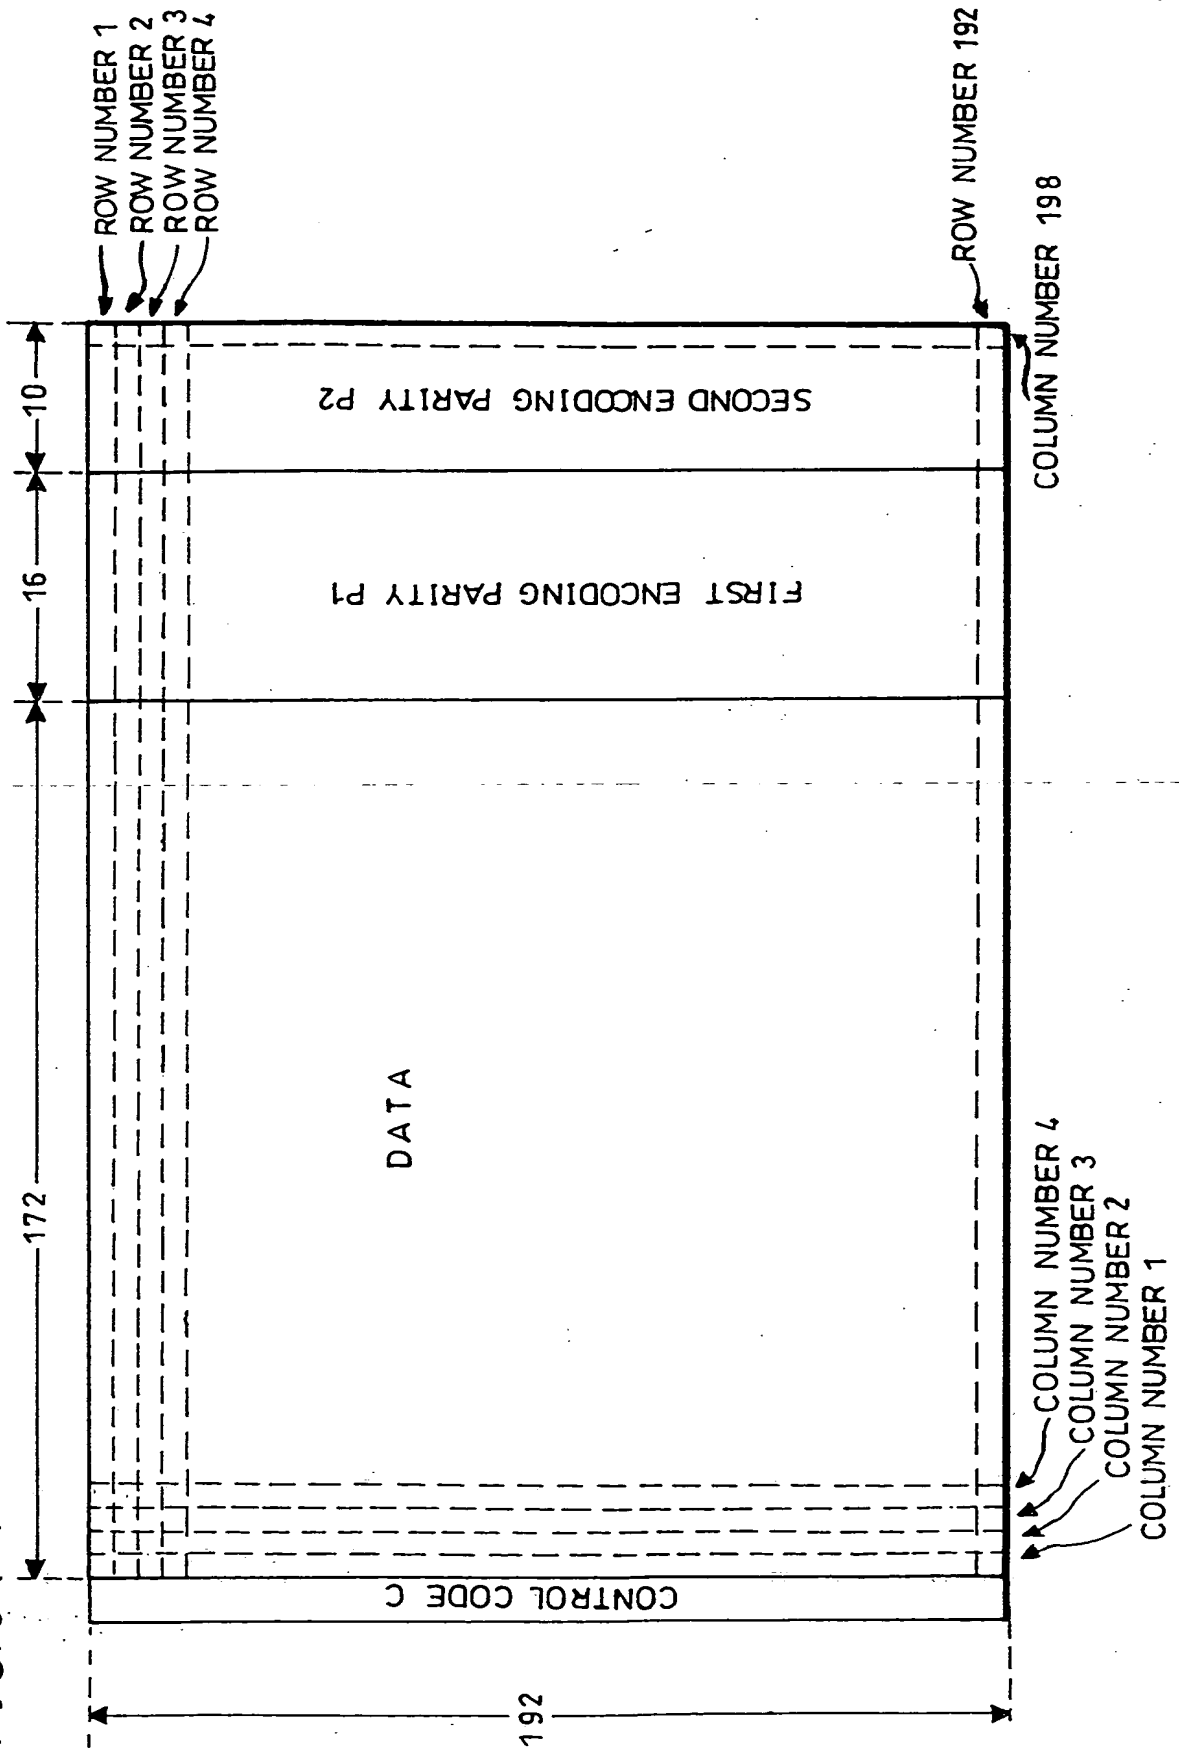 172
16
10
ROW NUMBER 1
ROW NUMBER 2
ROW NUMBER 3
ROW NUMBER 4
CONTROL CODE C
DATA
FIRST ENCODING PARITY P1
SECOND ENCODING PARITY P2
192
ROW NUMBER 192
COLUMN NUMBER 198
COLUMN NUMBER 4
COLUMN NUMBER 3
COLUMN NUMBER 2
COLUMN NUMBER 1